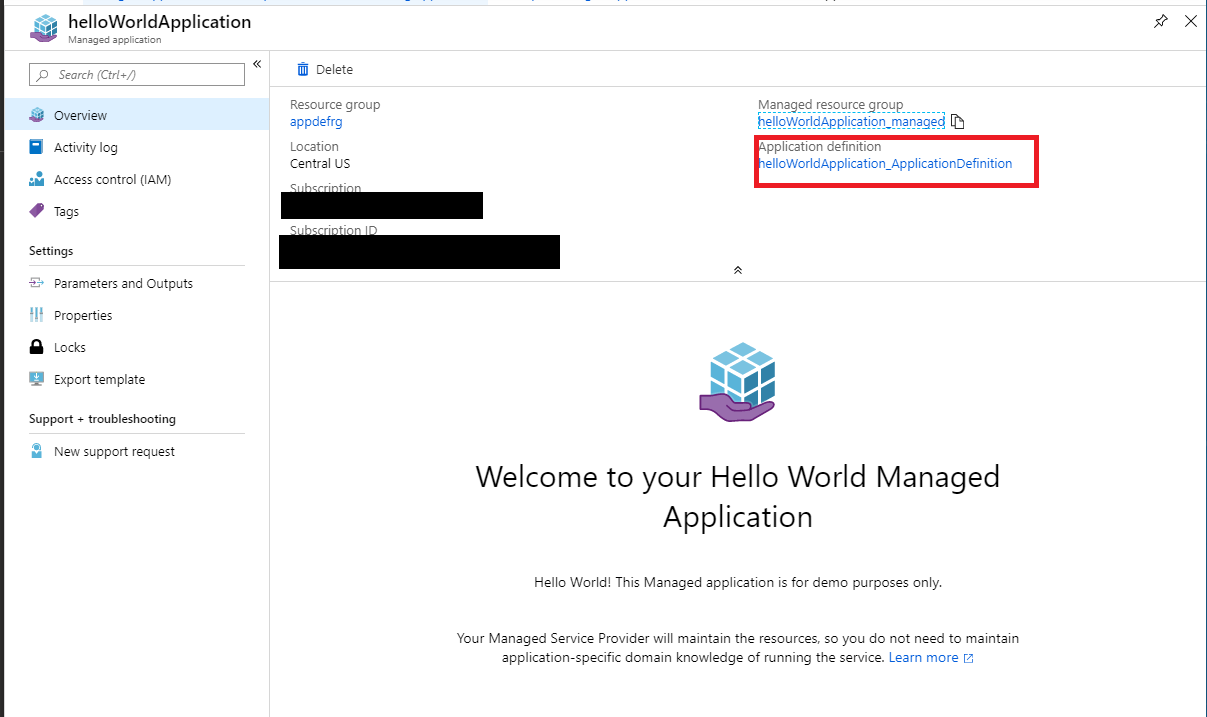 helloWorldApplication
Managed application
Search (Ctrl+/)
«
Delete
Overview
Activity log
Access control (IAM)
Tags
Settings
Parameters and Outputs
Properties
Locks
Export template
Support + troubleshooting
New support request
Resource group
appdefrg
Location
Central US
Subscription
Subscription ID
Managed resource group
helloWorldApplication_managed
Application definition
helloWorldApplication_ApplicationDefinition
Welcome to your Hello World Managed
Application
Hello World! This Managed application is for demo purposes only.
Your Managed Service Provider will maintain the resources, so you do not need to maintain
application-specific domain knowledge of running the service. Learn more